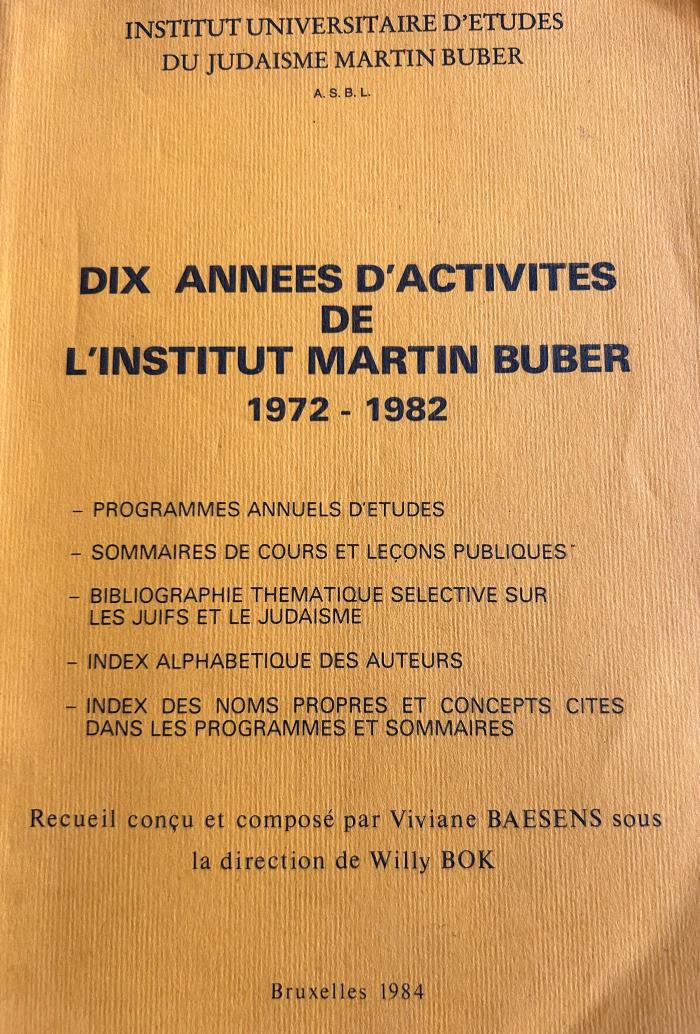 INSTITUT UNIVERSITAIRE D'ETUDES
DU JUDAISME MARTIN BUBER
A. S. B. L.
DIX ANNEES D'ACTIVITES
DE
L'INSTITUT MARTIN BUBER
1972 - 1982
– PROGRAMMES ANNUELS D'ETUDES
– SOMMAIRES DE COURS ET LEÇONS PUBLIQUES
– BIBLIOGRAPHIE THEMATIQUE SELECTIVE SUR
LES JUIFS ET LE JUDAISME
– INDEX ALPHABETIQUE DES AUTEURS
– INDEX DES NOMS PROPRES ET CONCEPTS CITES
DANS LES PROGRAMMES ET SOMMAIRES
Recueil conçu et composé par Viviane BAESENS sous
la direction de Willy BOK
Bruxelles 1984